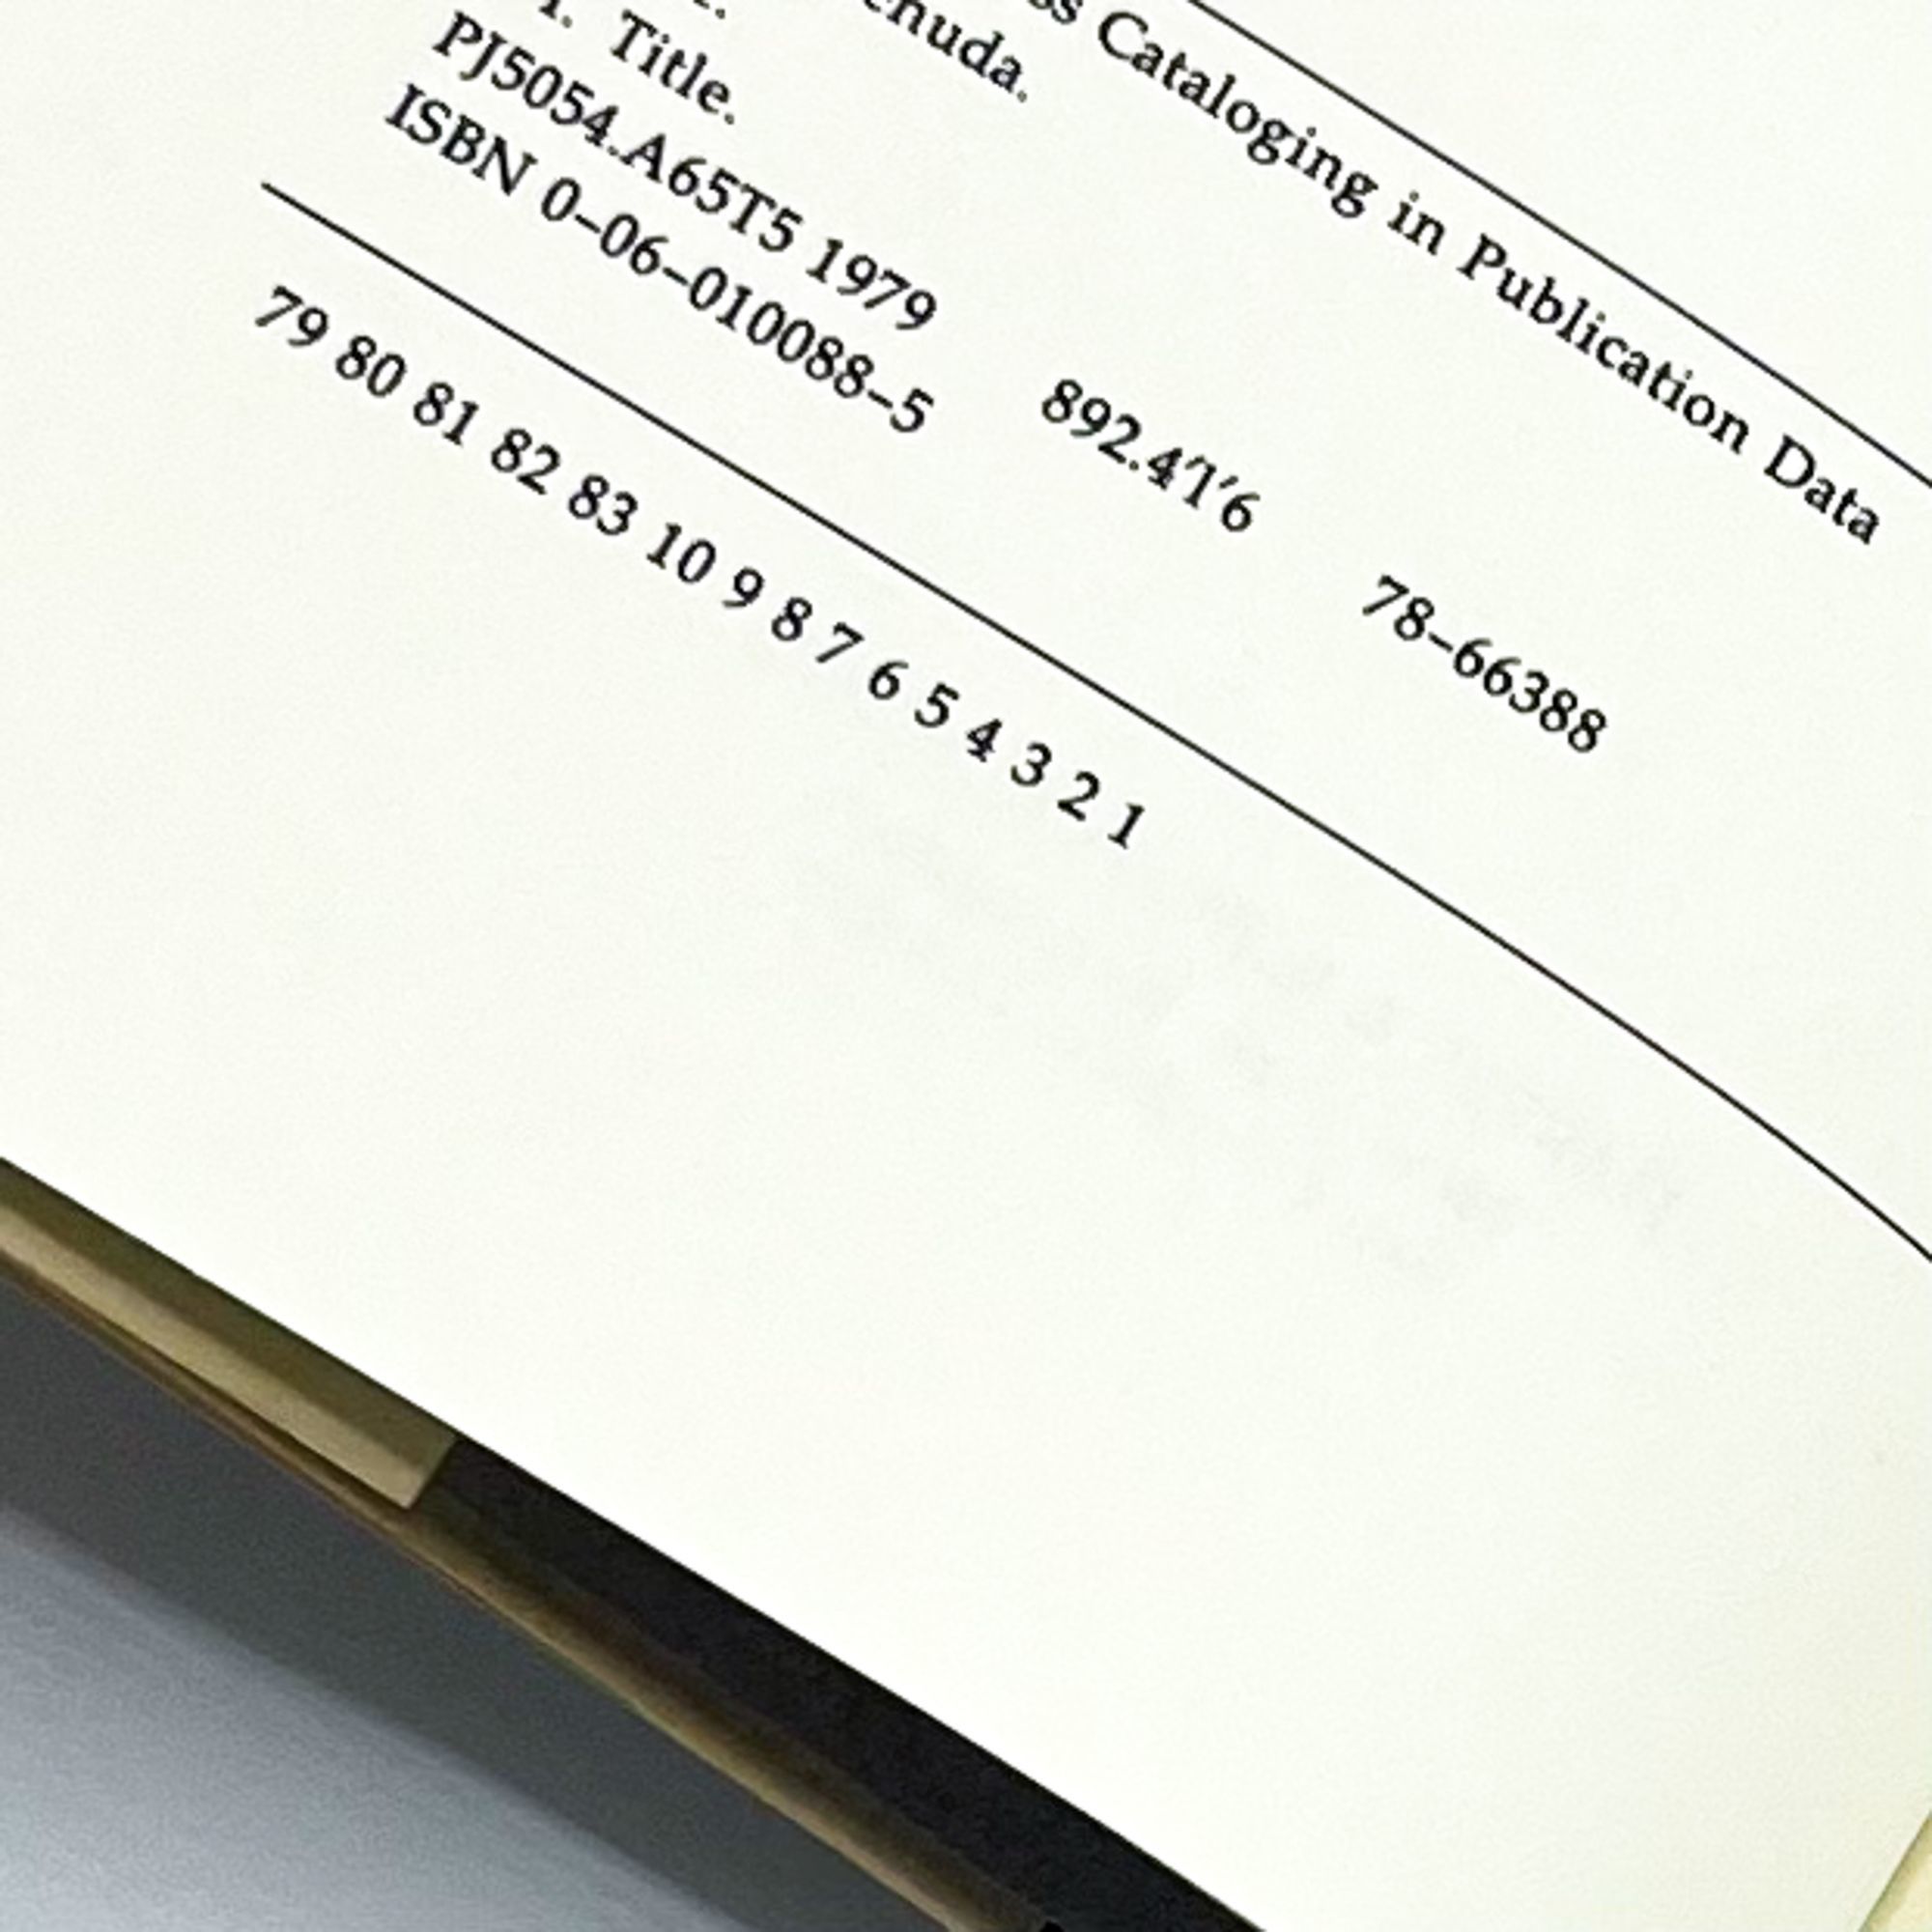 Cataloging in Publication Data
Title.
PJ5054.A65T5 1979 892.4'1'6 78-66388
ISBN 0-06-010088-5
79 80 81 82 83 10 9 8 7 6 5 4 3 2 1